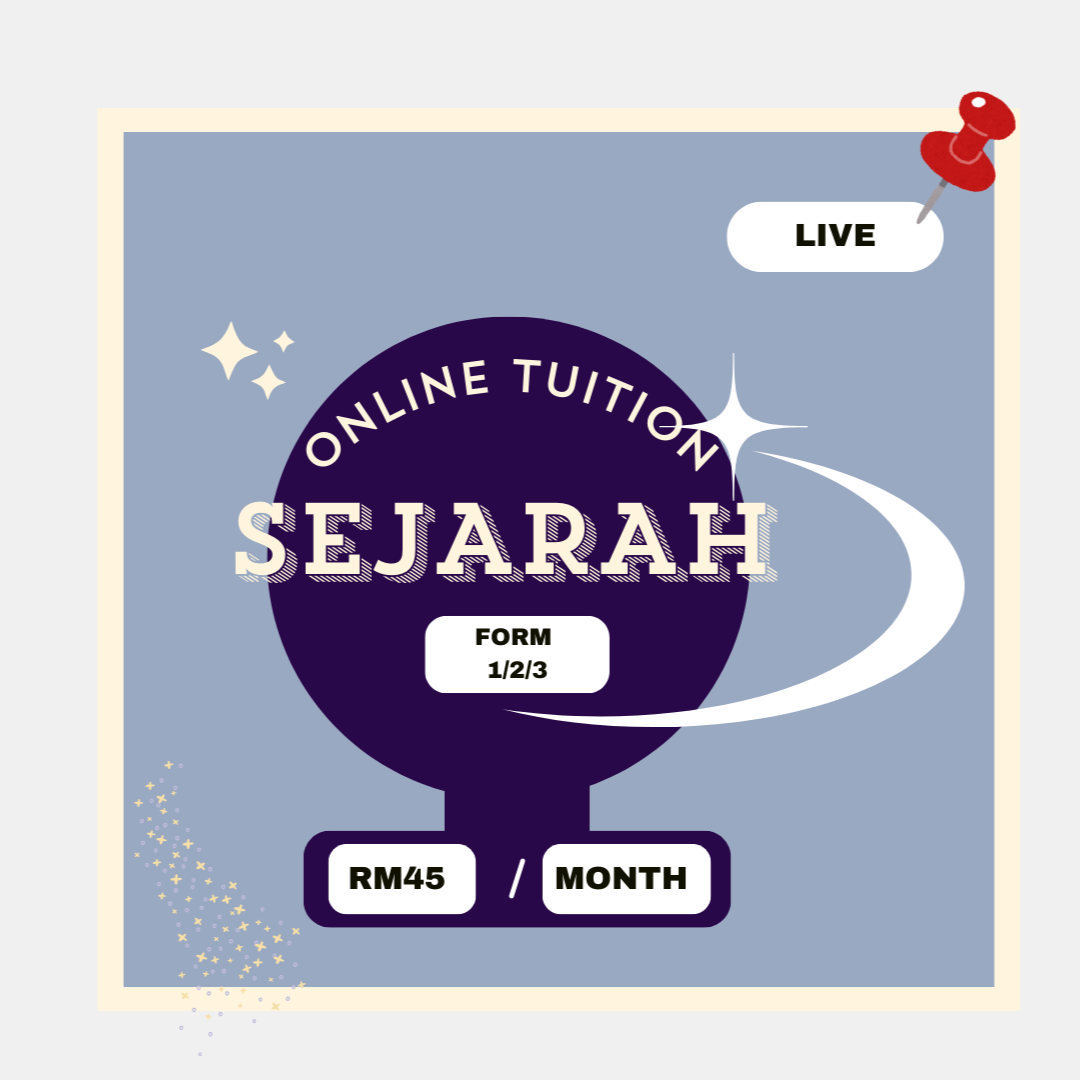 LIVE
ONLINE TUITION
SEJARAH
FORM
1/2/3
RM45 / MONTH